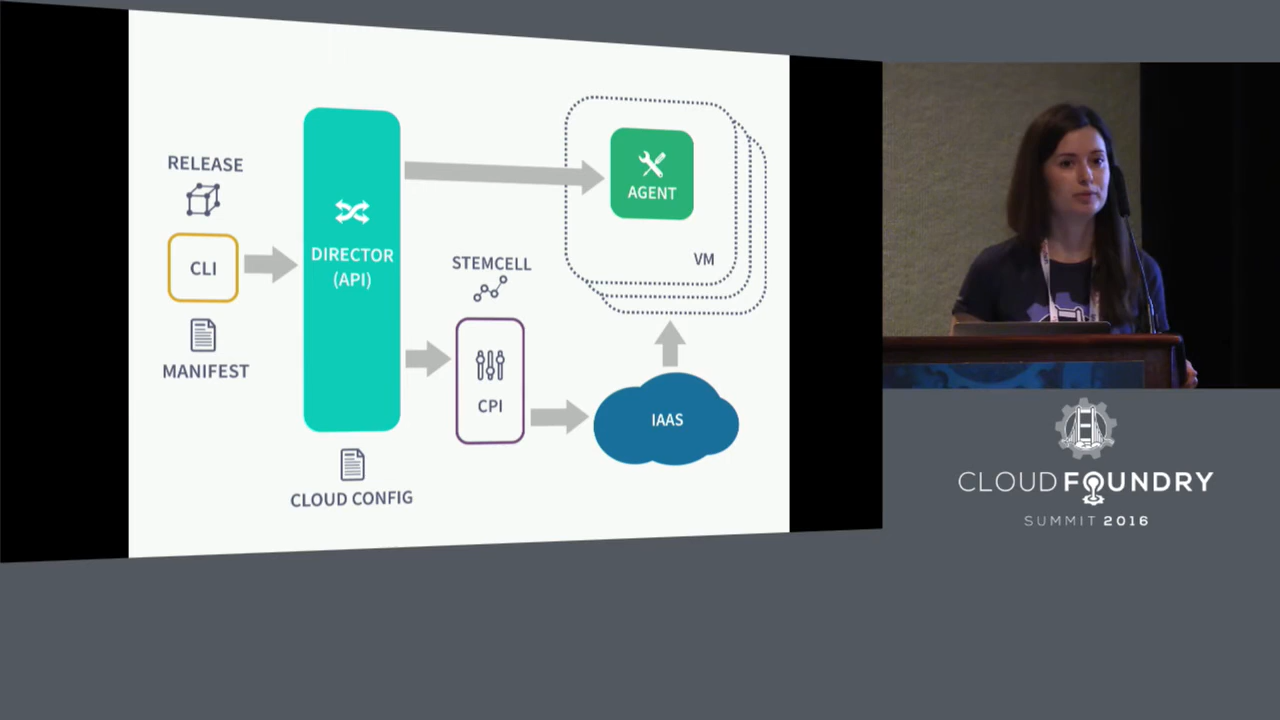 RELEASE
CLI
MANIFEST
DIRECTOR
(API)
CLOUD CONFIG
STEMCELL
CPI
AGENT
VM
IAAS
CLOUD FOUNDRY
SUMMIT 2016